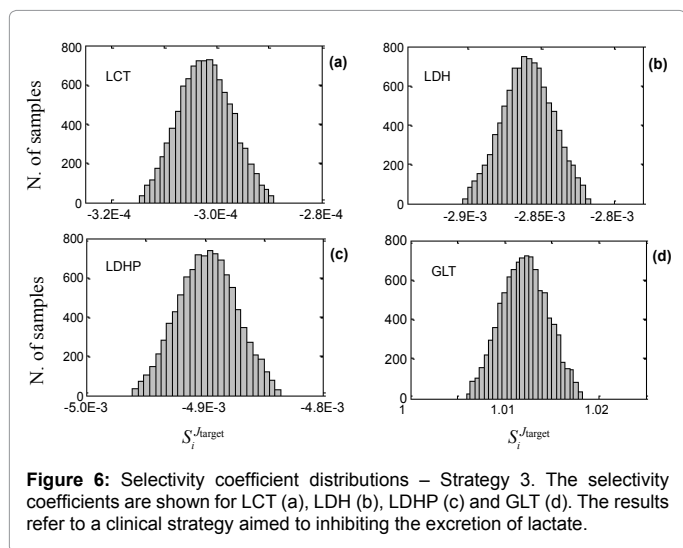 800
600
400
200
0
N. of samples
LCT
(a)
-3.2E-4
-3.0E-4
-2.8E-4
800
600
400
200
0
LDH
(b)
-2.9E-3
-2.85E-3
-2.8E-3
800
600
400
200
0
N. of samples
LDHP
(c)
-5.0E-3
-4.9E-3
-4.8E-3
S_i^{J_target}
800
600
400
200
0
GLT
(d)
1
1.01
1.02
S_i^{J_target}
Figure 6: Selectivity coefficient distributions – Strategy 3. The selectivity
coefficients are shown for LCT (a), LDH (b), LDHP (c) and GLT (d). The results
refer to a clinical strategy aimed to inhibiting the excretion of lactate.